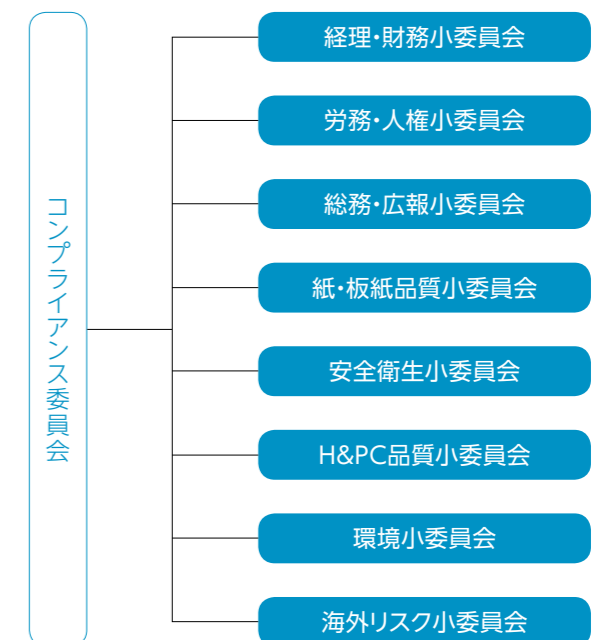 コンプライアンス委員会
経理・財務小委員会
労務・人権小委員会
総務・広報小委員会
紙・板紙品質小委員会
安全衛生小委員会
H&PC品質小委員会
環境小委員会
海外リスク小委員会